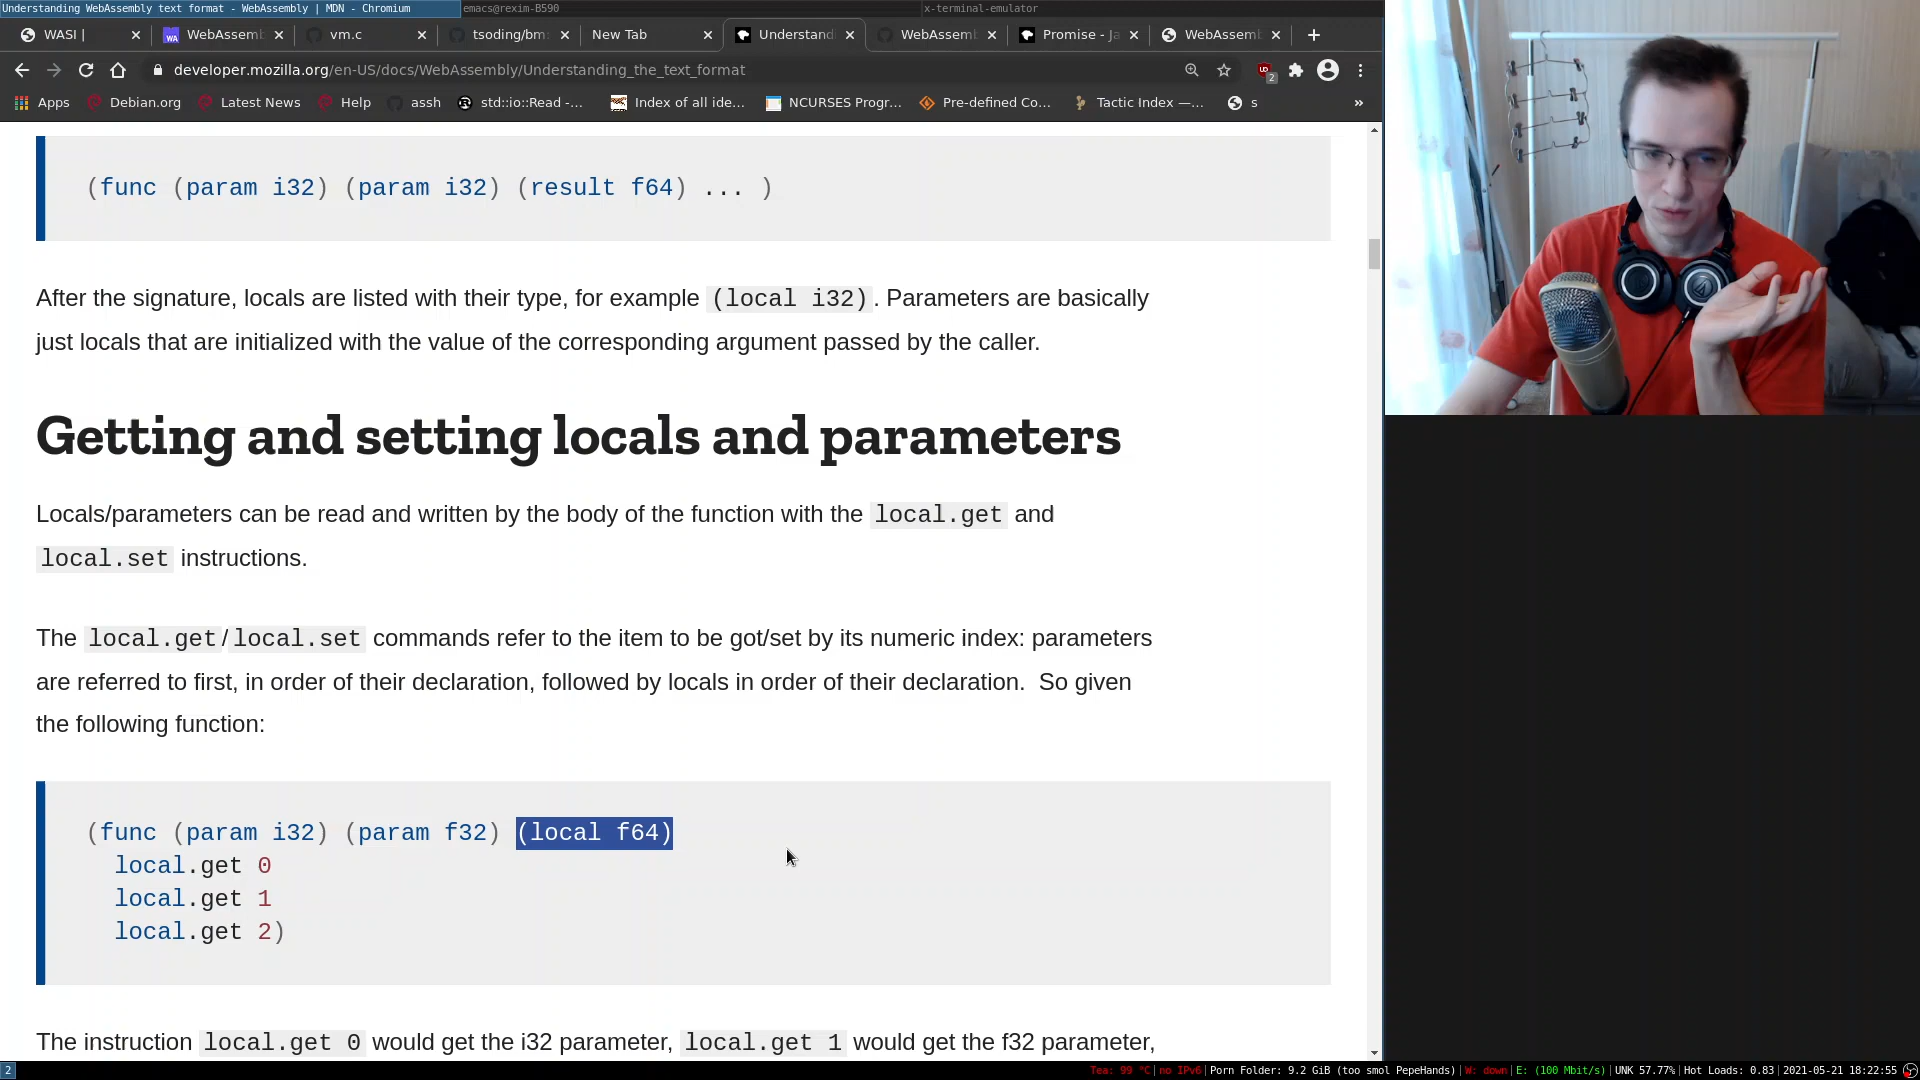 Understanding WebAssembly text format - WebAssembly | MDN - Chromium
emacs@rexim-B590
x-terminal-emulator
WASI |
WebAssemb
vm.c
tsoding/bm:
New Tab
Understand
WebAssemb
Promise - Ja
WebAssemb
developer.mozilla.org/en-US/docs/WebAssembly/Understanding_the_text_format
2
Apps
Debian.org
Latest News
Help
assh
std::io::Read -...
Index of all ide...
NCURSES Progr...
Pre-defined Co...
Tactic Index —...
s
»
(func (param i32) (param i32) (result f64) ... )
After the signature, locals are listed with their type, for example (local i32). Parameters are basically
just locals that are initialized with the value of the corresponding argument passed by the caller.
Getting and setting locals and parameters
Locals/parameters can be read and written by the body of the function with the local.get and
local.set instructions.
The local.get/local.set commands refer to the item to be got/set by its numeric index: parameters
are referred to first, in order of their declaration, followed by locals in order of their declaration.  So given
the following function:
(func (param i32) (param f32) (local f64)
local.get 0
local.get 1
local.get 2)
The instruction local.get 0 would get the i32 parameter, local.get 1 would get the f32 parameter,
2
Tea: 99 °C|no IPv6|Porn Folder: 9.2 GiB (too smol PepeHands)|W: down|E: (100 Mbit/s)|UNK 57.77%|Hot Loads: 0.83|2021-05-21 18:22:55